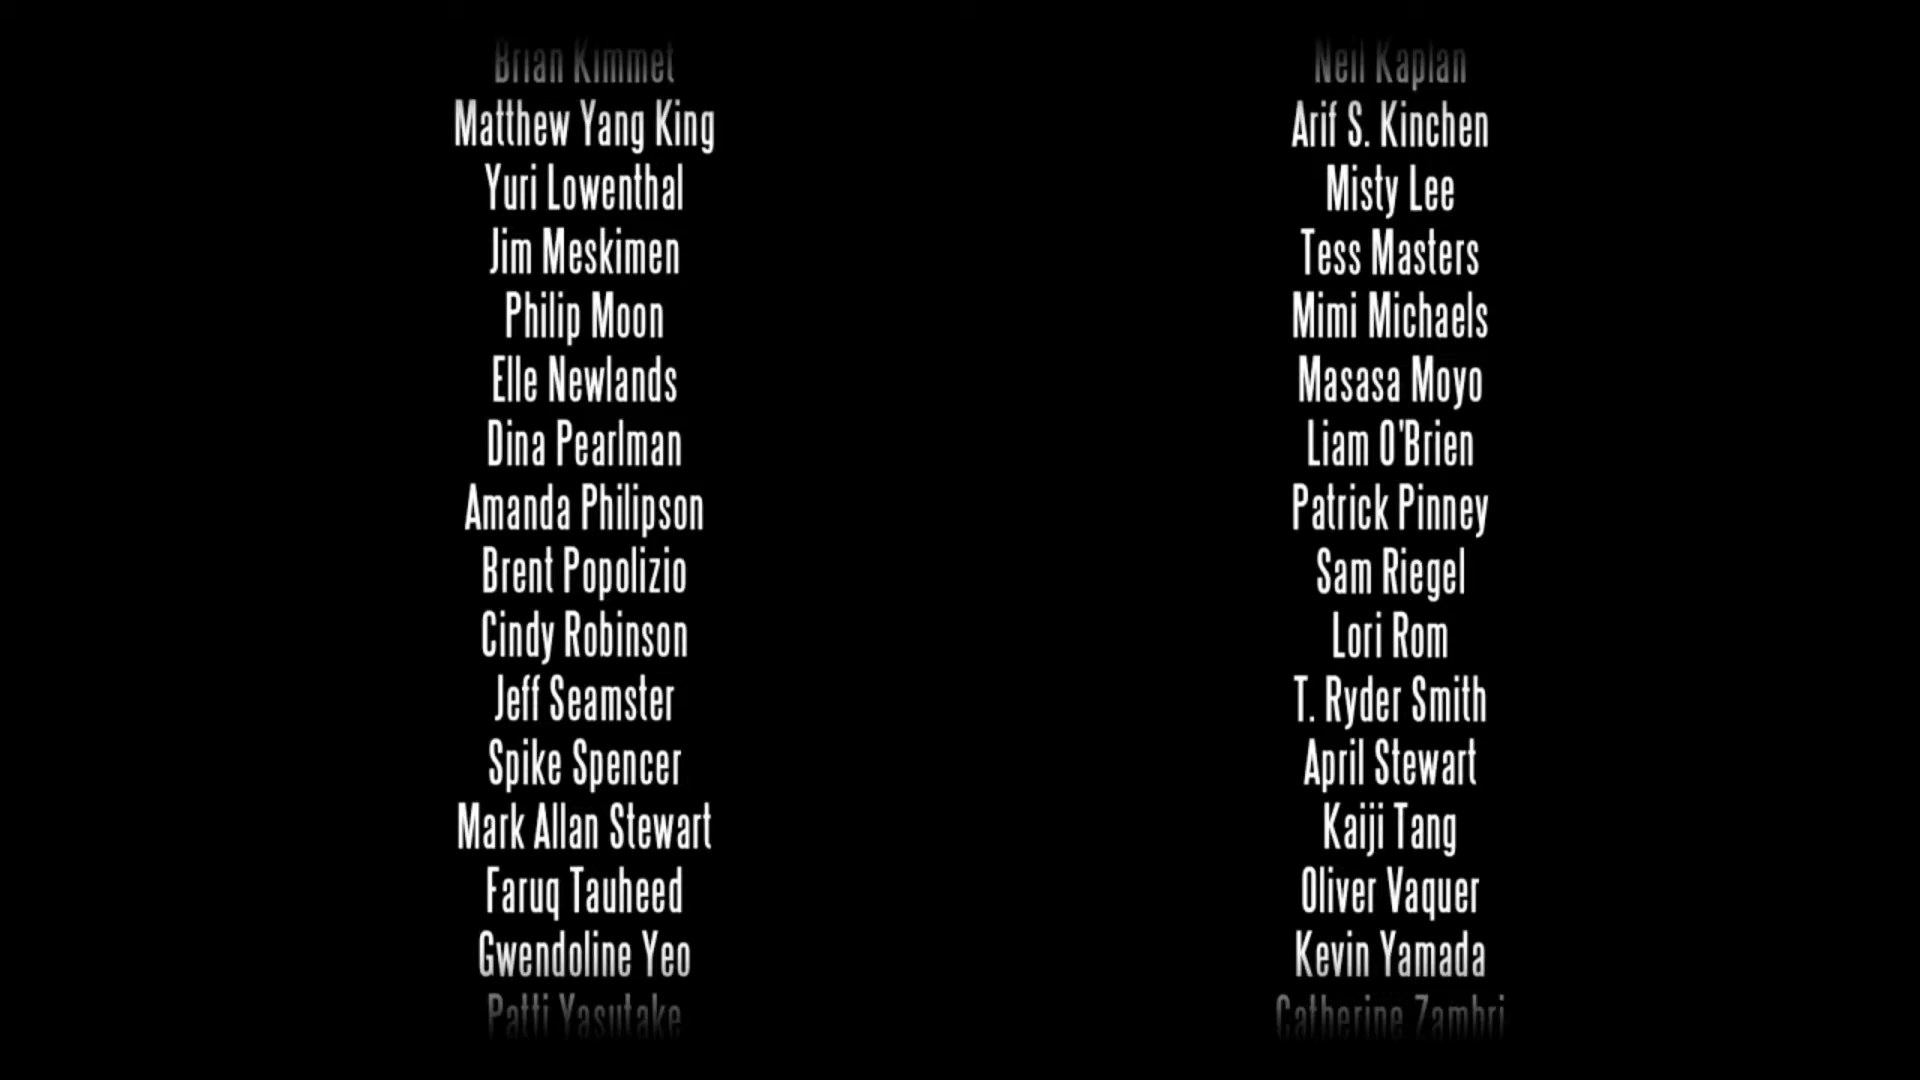 Brian Kimmet
Neil Kaplan
Matthew Yang King
Arif S. Kinchen
Yuri Lowenthal
Misty Lee
Jim Meskimen
Tess Masters
Philip Moon
Mimi Michaels
Elle Newlands
Masasa Moyo
Dina Pearlman
Liam O'Brien
Amanda Philipson
Patrick Pinney
Brent Popolizio
Sam Riegel
Cindy Robinson
Lori Rom
Jeff Seamster
T. Ryder Smith
Spike Spencer
April Stewart
Mark Allan Stewart
Kaiji Tang
Faruq Tauheed
Oliver Vaquer
Gwendoline Yeo
Kevin Yamada
Patti Yasutake
Catherine Zambri